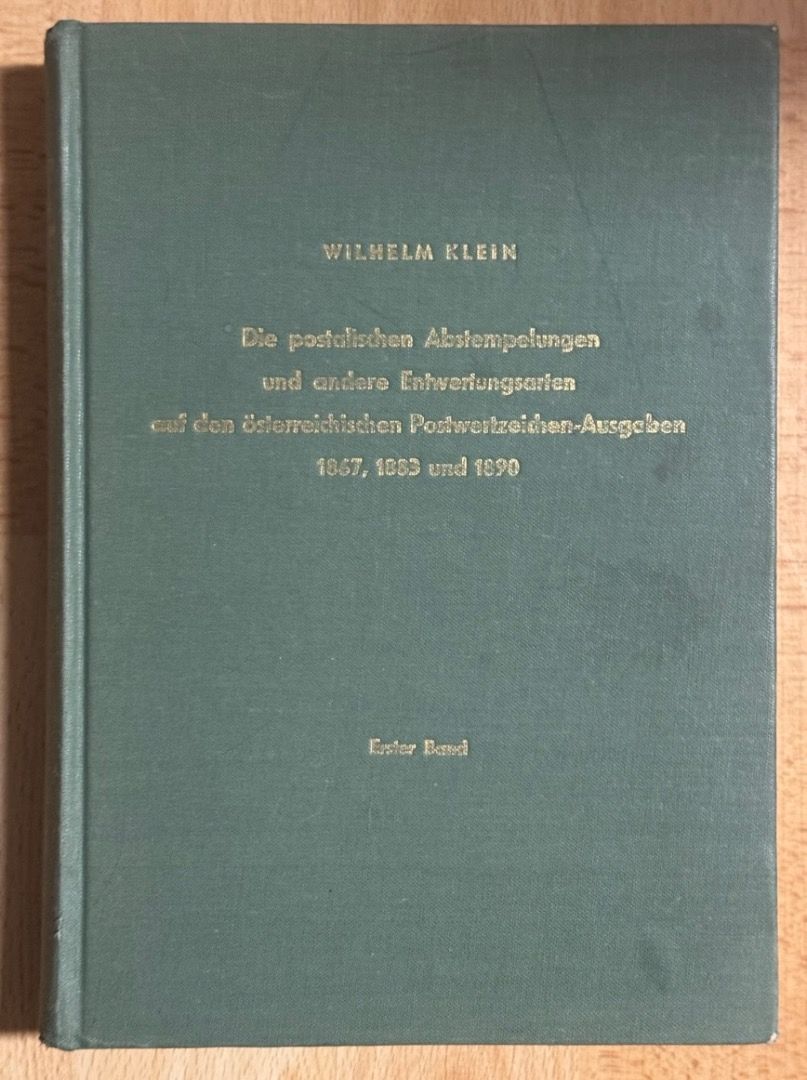 WILHELM KLEIN
Die postalischen Abstempelungen
und andere Entwertungsarten
auf den österreichischen Postwertzeichen-Ausgaben
1867, 1883 und 1890
Erster Band